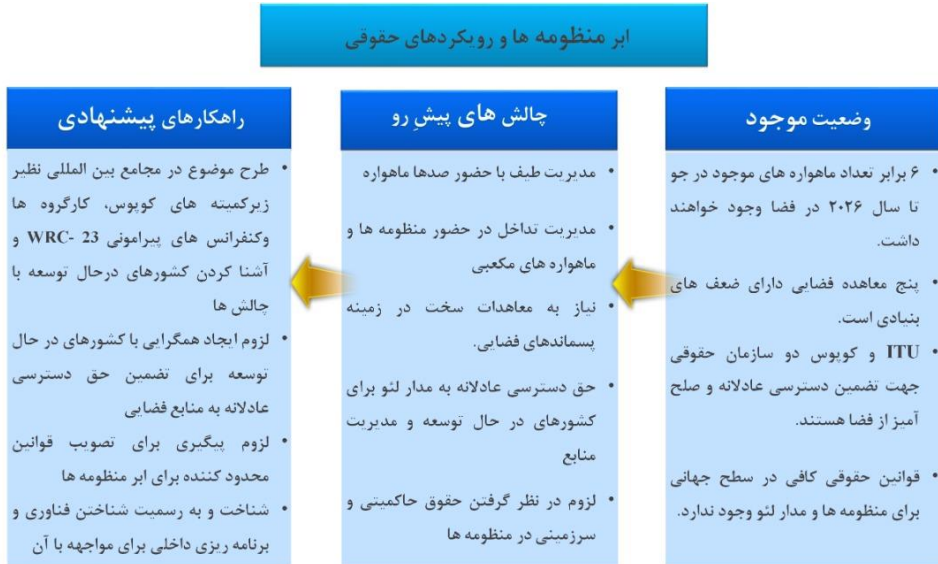 ابر منظومه ها و رویکردهای حقوقی
وضعیت موجود
• ۶ برابر تعداد ماهواره های موجود در جو
تا سال ۲۰۲۶ در فضا وجود خواهند
داشت.
• پنج معاهده فضایی دارای ضعف های
بنیادی است.
• ITU و کوپوس دو سازمان حقوقی
جهت تضمین دسترسی عادلانه و صلح
آمیز از فضا هستند.
• قوانین حقوقی کافی در سطح جهانی
برای منظومه ها و مدار لئو وجود ندارد.
چالش های پیشِ رو
• مدیریت طیف با حضور صدها ماهواره
• مدیریت تداخل در حضور منظومه ها و
ماهواره های مکعبی
• نیاز به معاهدات سخت در زمینه
پسماندهای فضایی.
• حق دسترسی عادلانه به مدار لئو برای
کشورهای در حال توسعه و مدیریت
منابع
• لزوم در نظر گرفتن حقوق حاکمیتی و
سرزمینی در منظومه ها
راهکارهای پیشنهادی
• طرح موضوع در مجامع بین المللی نظیر
زیرکمیته های کوپوس، کارگروه ها
وکنفرانس های پیرامونی WRC- 23 و
آشنا کردن کشورهای درحال توسعه با
چالش ها
• لزوم ایجاد همگرایی با کشورهای در حال
توسعه برای تضمین حق دسترسی
عادلانه به منابع فضایی
• لزوم پیگیری برای تصویب قوانین
محدود کننده برای ابر منظومه ها
• شناخت و به رسمیت شناختن فناوری و
برنامه ریزی داخلی برای مواجهه با آن